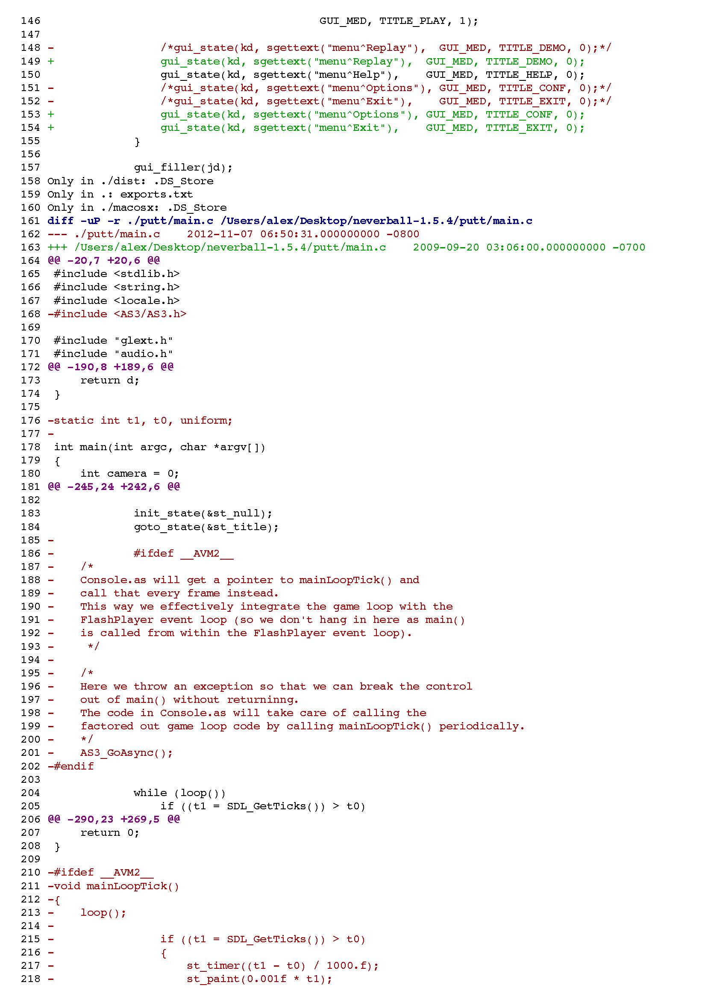 146                                          GUI_MED, TITLE_PLAY, 1);
147
148 -                /*gui_state(kd, sgettext("menu^Replay"),  GUI_MED, TITLE_DEMO, 0);*/
149 +                gui_state(kd, sgettext("menu^Replay"),  GUI_MED, TITLE_DEMO, 0);
150                  gui_state(kd, sgettext("menu^Help"),    GUI_MED, TITLE_HELP, 0);
151 -                /*gui_state(kd, sgettext("menu^Options"), GUI_MED, TITLE_CONF, 0);*/
152 -                /*gui_state(kd, sgettext("menu^Exit"),    GUI_MED, TITLE_EXIT, 0);*/
153 +                gui_state(kd, sgettext("menu^Options"), GUI_MED, TITLE_CONF, 0);
154 +                gui_state(kd, sgettext("menu^Exit"),    GUI_MED, TITLE_EXIT, 0);
155              }
156
157              gui_filler(jd);
158 Only in ./dist: .DS_Store
159 Only in .: exports.txt
160 Only in ./macosx: .DS_Store
161 diff -uP -r ./putt/main.c /Users/alex/Desktop/neverball-1.5.4/putt/main.c
162 --- ./putt/main.c    2012-11-07 06:50:31.000000000 -0800
163 +++ /Users/alex/Desktop/neverball-1.5.4/putt/main.c    2009-09-20 03:06:00.000000000 -0700
164 @@ -20,7 +20,6 @@
165  #include <stdlib.h>
166  #include <string.h>
167  #include <locale.h>
168 -#include <AS3/AS3.h>
169
170  #include "glext.h"
171  #include "audio.h"
172 @@ -190,8 +189,6 @@
173      return d;
174  }
175
176 -static int t1, t0, uniform;
177 -
178  int main(int argc, char *argv[])
179  {
180      int camera = 0;
181 @@ -245,24 +242,6 @@
182
183              init_state(&st_null);
184              goto_state(&st_title);
185 -
186 -            #ifdef __AVM2__
187 -    /*
188 -    Console.as will get a pointer to mainLoopTick() and
189 -    call that every frame instead.
190 -    This way we effectively integrate the game loop with the
191 -    FlashPlayer event loop (so we don't hang in here as main()
192 -    is called from within the FlashPlayer event loop).
193 -     */
194 -
195 -    /*
196 -    Here we throw an exception so that we can break the control
197 -    out of main() without returninng.
198 -    The code in Console.as will take care of calling the
199 -    factored out game loop code by calling mainLoopTick() periodically.
200 -    */
201 -    AS3_GoAsync();
202 -#endif
203
204              while (loop())
205                  if ((t1 = SDL_GetTicks()) > t0)
206 @@ -290,23 +269,5 @@
207      return 0;
208  }
209
210 -#ifdef __AVM2__
211 -void mainLoopTick()
212 -{
213 -    loop();
214 -
215 -                if ((t1 = SDL_GetTicks()) > t0)
216 -                {
217 -                    st_timer((t1 - t0) / 1000.f);
218 -                    st_paint(0.001f * t1);